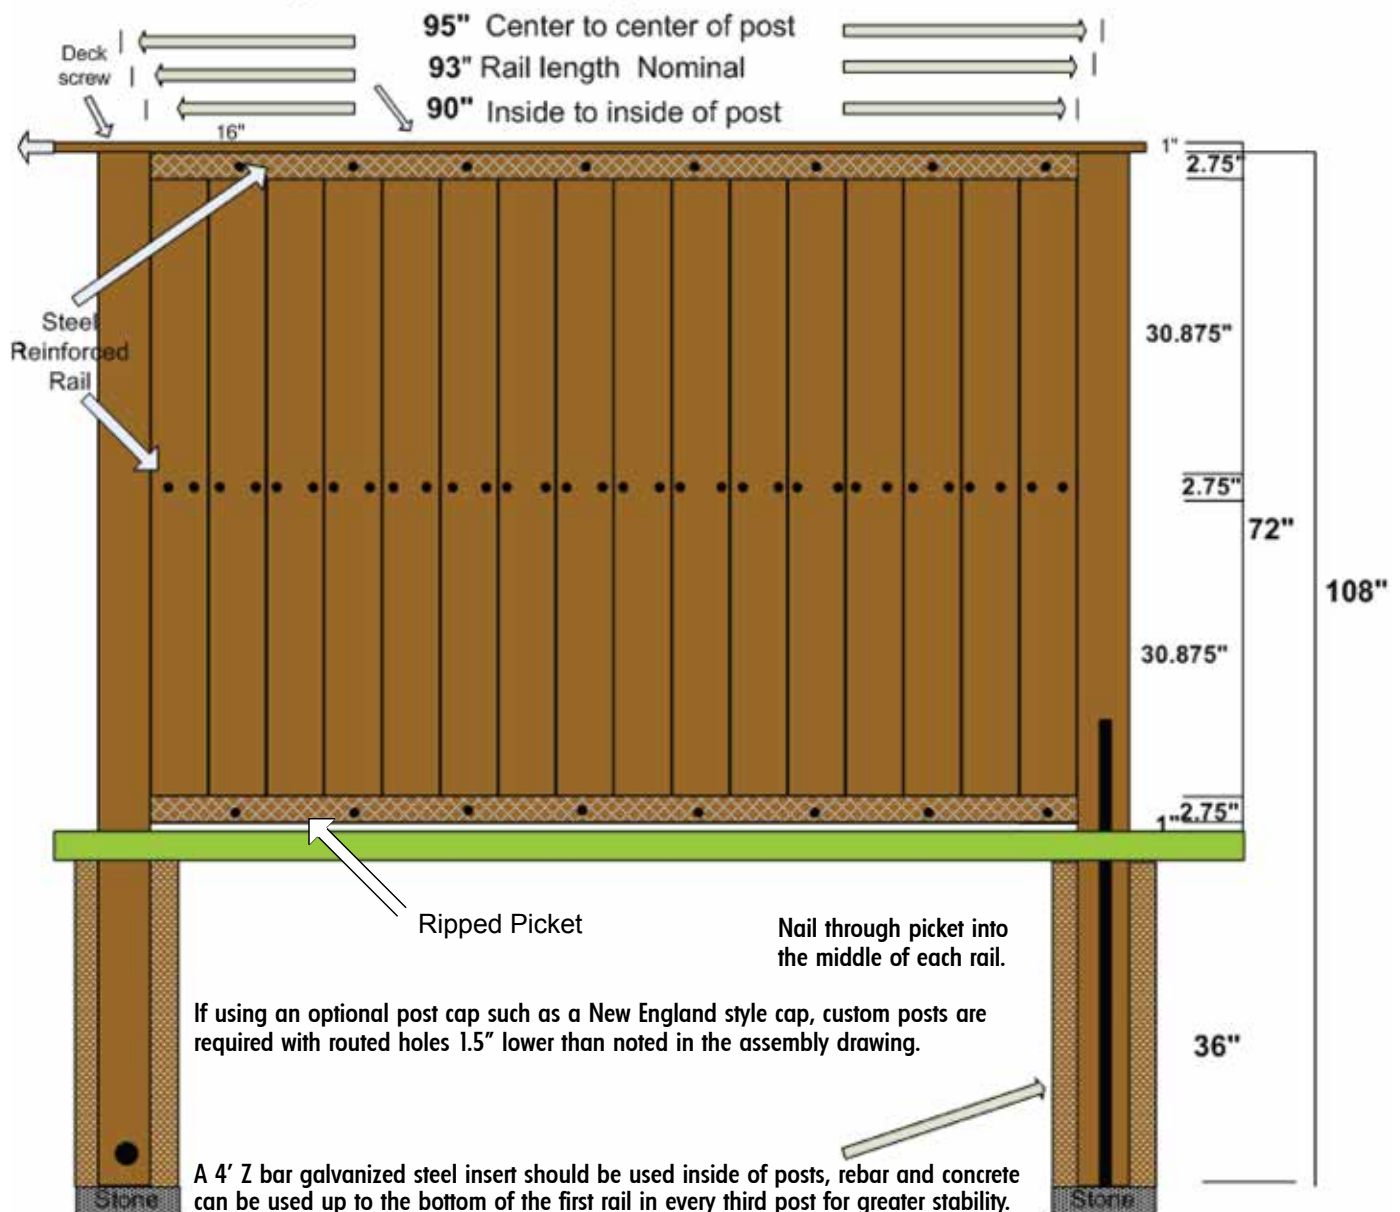 95" Center to center of post
Deck
screw
93" Rail length Nominal
90" Inside to inside of post
16"
1"
2.75"
Steel
Reinforced
Rail
30.875"
2.75"
72"
108"
30.875"
2.75"
1"
Ripped Picket
Nail through picket into
the middle of each rail.
If using an optional post cap such as a New England style cap, custom posts are
required with routed holes 1.5" lower than noted in the assembly drawing.
36"
A 4' Z bar galvanized steel insert should be used inside of posts, rebar and concrete
can be used up to the bottom of the first rail in every third post for greater stability.
Stone
Stone